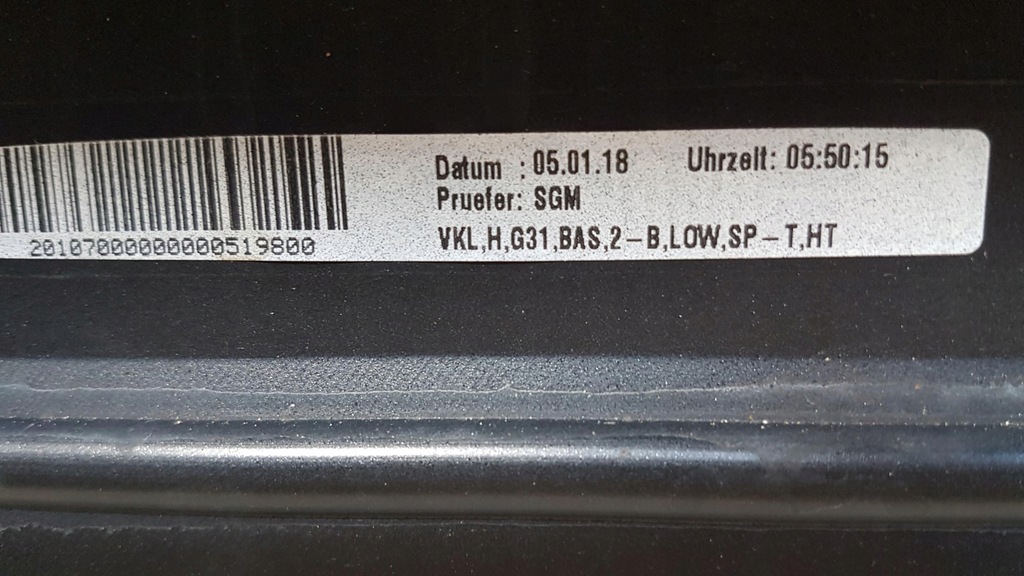 Datum : 05.01.18 Uhrzeit: 05:50:15
Pruefer: SGM
VKL,H,G31,BAS,2-B,LOW,SP-T,HT
20107000000000519800